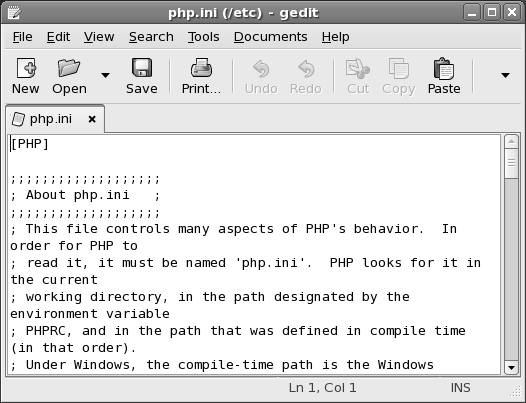 php.ini (/etc) - gedit
File Edit View Search Tools Documents Help
New Open Save Print... Undo Redo Cut Copy Paste
php.ini
[PHP]
;;;;;;;;;;;;;;;;;;;
; About php.ini   ;
;;;;;;;;;;;;;;;;;;;
; This file controls many aspects of PHP's behavior.  In
order for PHP to
; read it, it must be named 'php.ini'.  PHP looks for it in
the current
; working directory, in the path designated by the
environment variable
; PHPRC, and in the path that was defined in compile time
(in that order).
; Under Windows, the compile-time path is the Windows
Ln 1, Col 1 INS